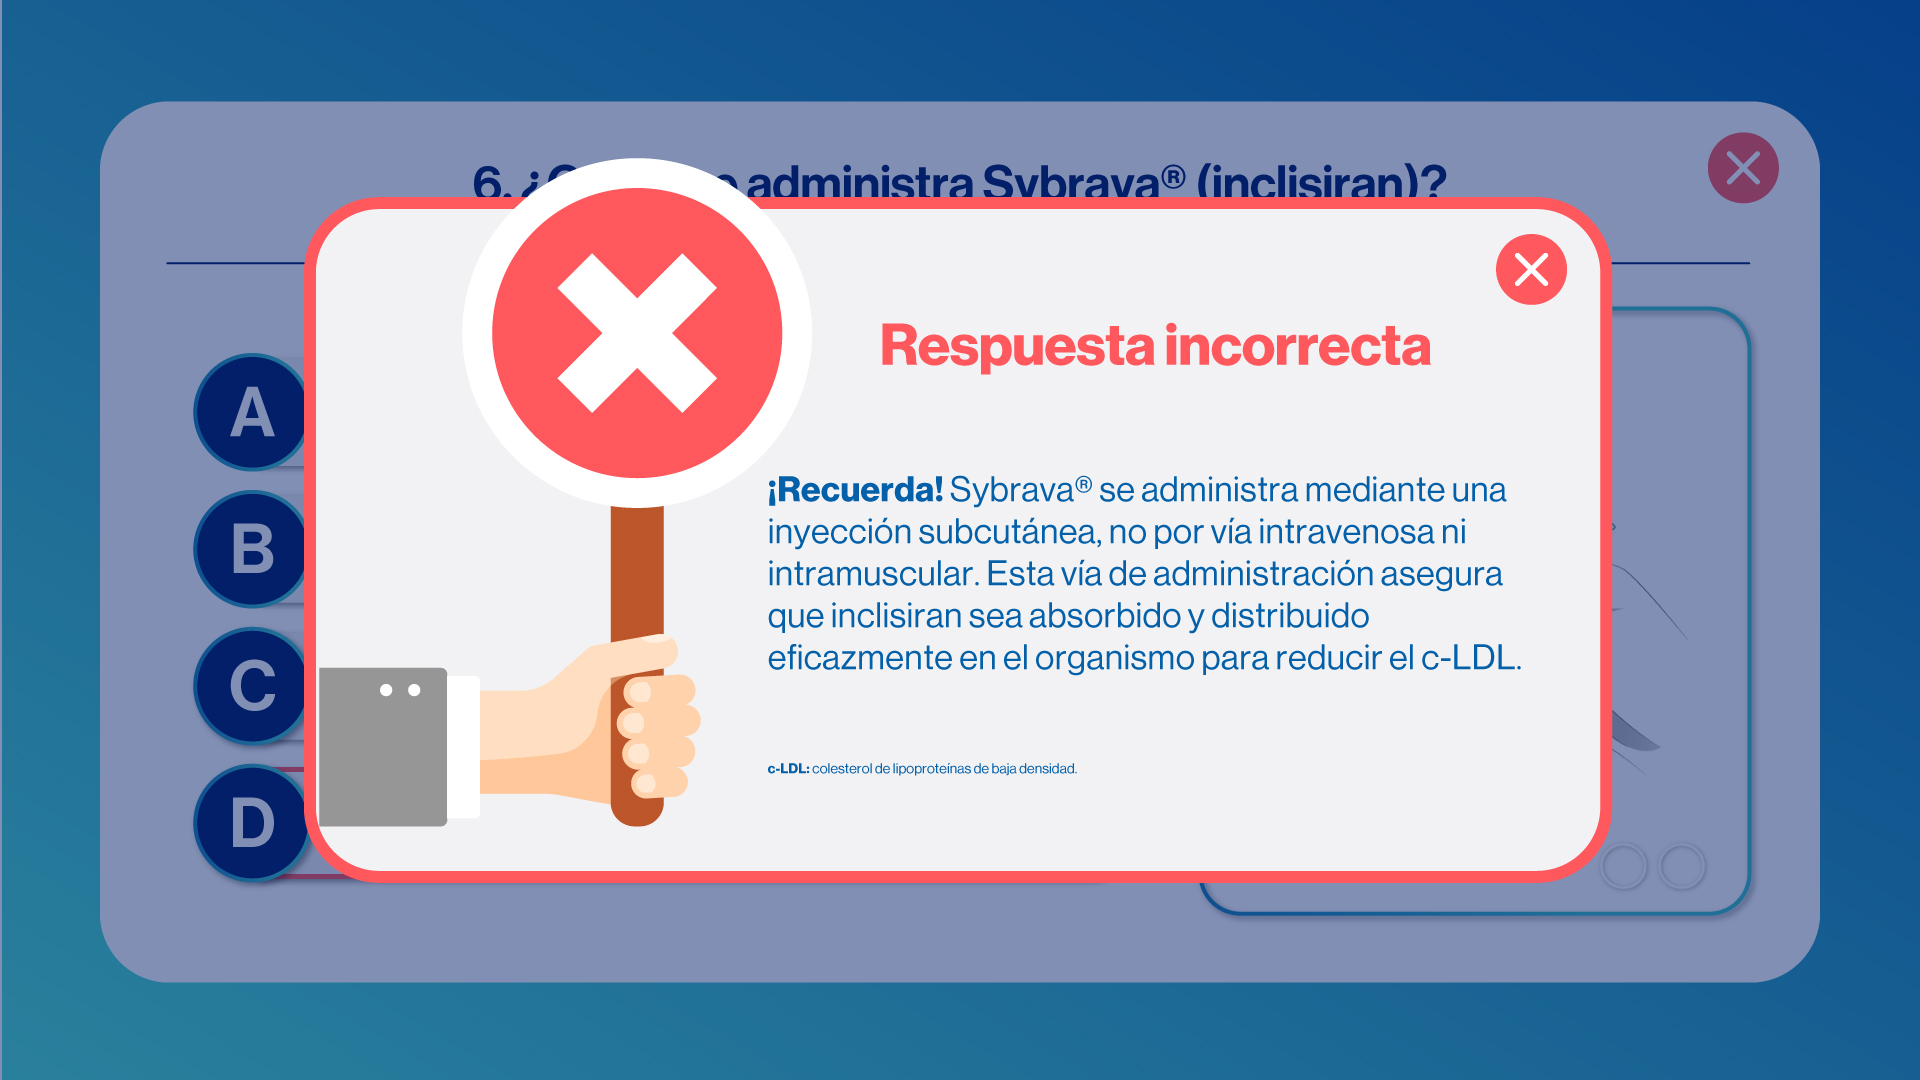 6. ¿ administra Sybrava® (inclisiran)?
Respuesta incorrecta
A
B
C
D
¡Recuerda! Sybrava® se administra mediante una
inyección subcutánea, no por vía intravenosa ni
intramuscular. Esta vía de administración asegura
que inclisiran sea absorbido y distribuido
eficazmente en el organismo para reducir el c-LDL.
c-LDL: colesterol de lipoproteínas de baja densidad.